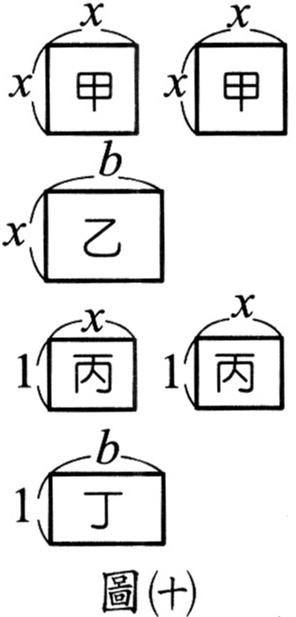 x x
x 甲 x 甲
b
x 乙
x x
1 丙 1 丙
b
1 丁
圖(十)